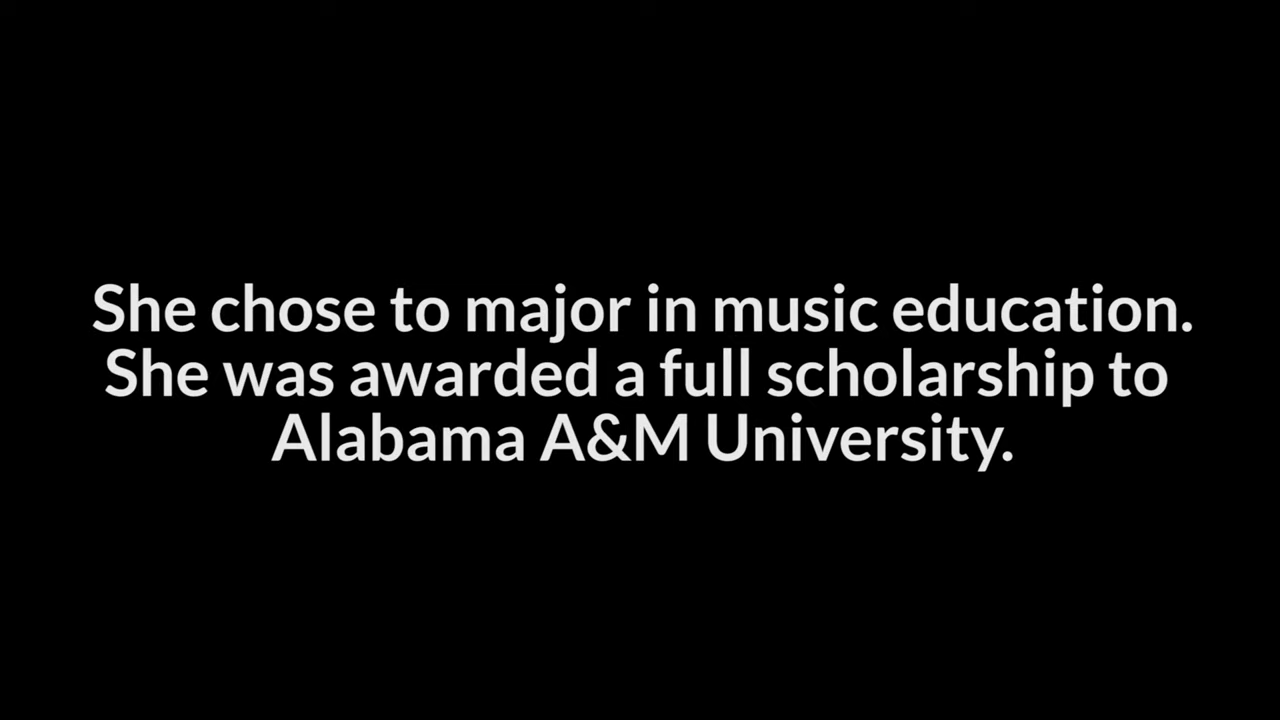 She chose to major in music education.
She was awarded a full scholarship to
Alabama A&M University.